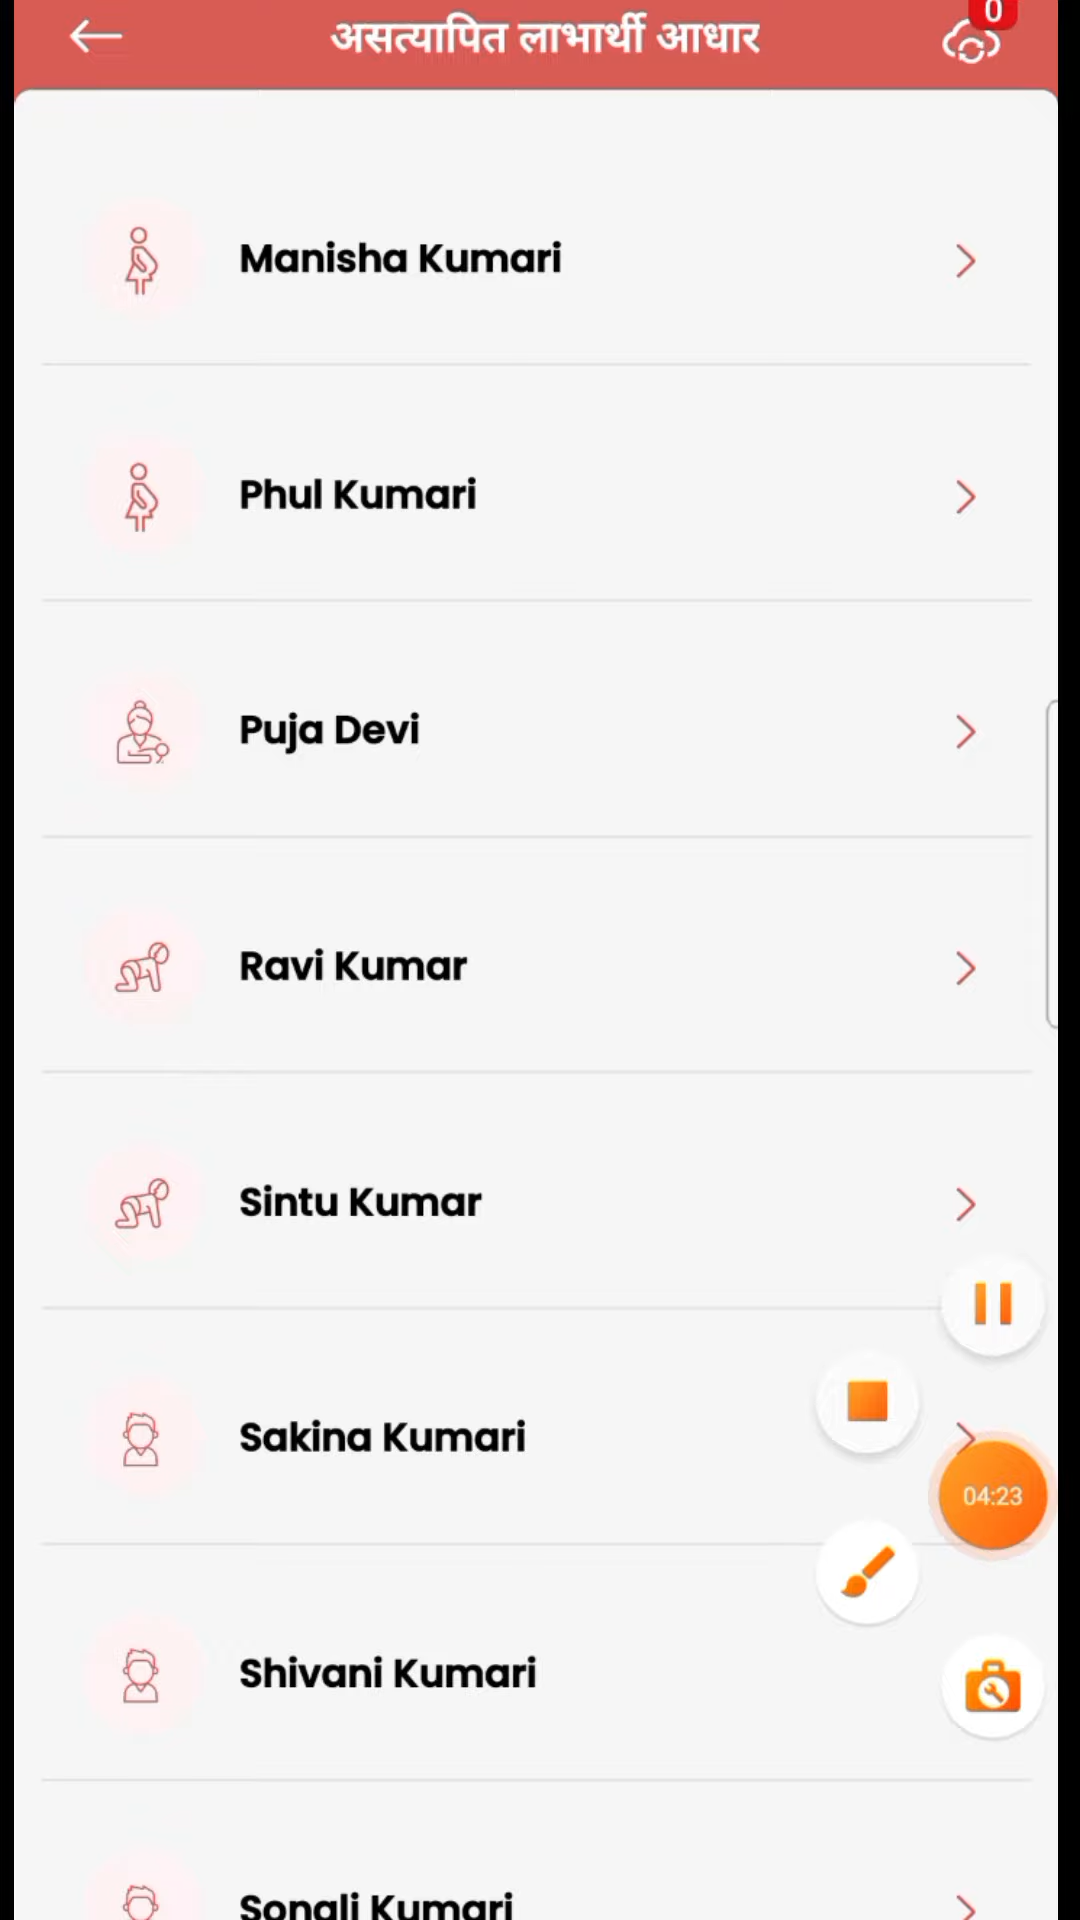 असत्यापित लाभार्थी आधार
0
Manisha Kumari
Phul Kumari
Puja Devi
Ravi Kumar
Sintu Kumar
Sakina Kumari
04:23
Shivani Kumari
Sonali Kumari